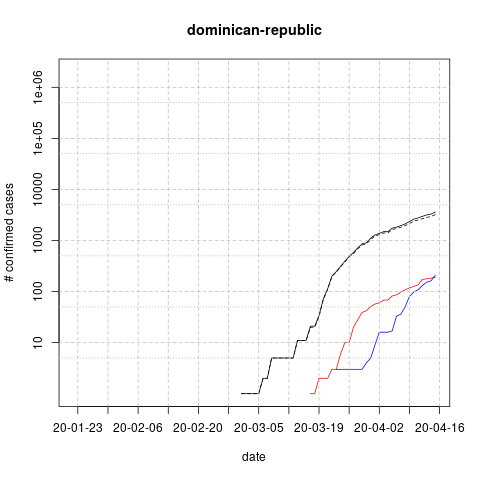 dominican-republic
# confirmed cases
1e+06
1e+05
10000
1000
100
10
20-01-23 20-02-06 20-02-20 20-03-05 20-03-19 20-04-02 20-04-16
date